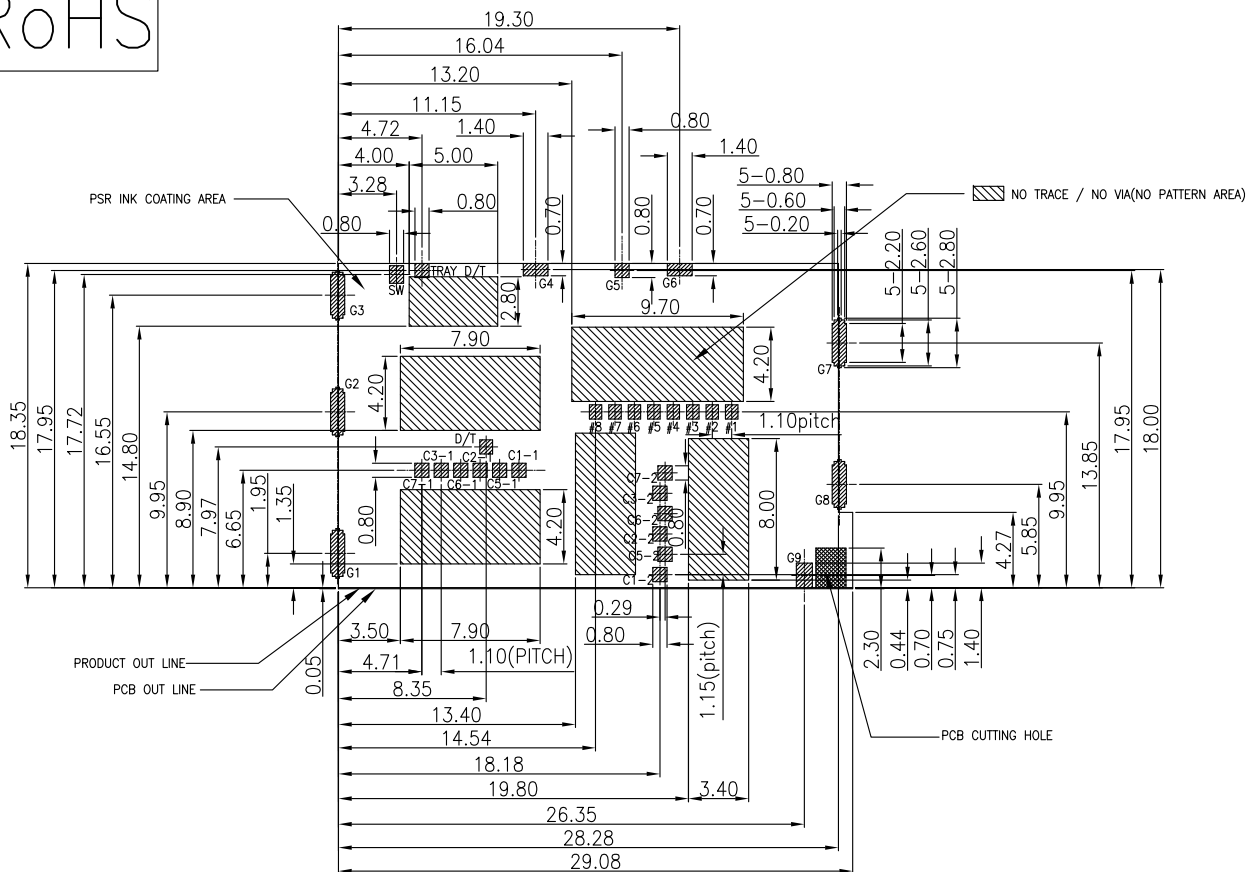 RoHS
19.30
16.04
13.20
11.15
4.72
1.40
0.80
4.00
5.00
1.40
3.28
5-0.80
PSR INK COATING AREA
0.80
0.80
0.70
0.80
0.70
5-0.60
5-0.20
NO TRACE / NO VIA(NO PATTERN AREA)
5-2.20
5-2.60
5-2.80
TRAY D/T
SW
G4
G5
G6
G3
2.80
9.70
7.90
4.20
G7
G2
4.20
#8 #7 #6 #5 #4 #3 #2 #1
1.10pitch
D/T
C3-1 C2-1 C1-1
C7-1 C6-1 C5-1
C7-2
C3-2
C6-2
C2-2
C5-2
C1-2
0.80
8.00
G8
4.20
G9
G1
18.35
17.95
17.72
16.55
14.80
9.95
8.90
7.97
6.65
1.95
1.35
0.80
13.85
17.95
18.00
9.95
5.85
4.27
0.29
0.80
1.15(pitch)
2.30
0.44
0.70
0.75
1.40
3.50
7.90
0.05
PRODUCT OUT LINE
4.71
1.10(PITCH)
PCB OUT LINE
8.35
13.40
14.54
PCB CUTTING HOLE
18.18
19.80
3.40
26.35
28.28
29.08